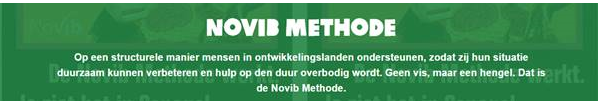 NOVIB METHODE
Op een structurele manier mensen in ontwikkelingslanden ondersteunen, zodat zij hun situatie
duurzaam kunnen verbeteren en hulp op den duur overbodig wordt. Geen vis, maar een hengel. Dat is
de Novib Methode.